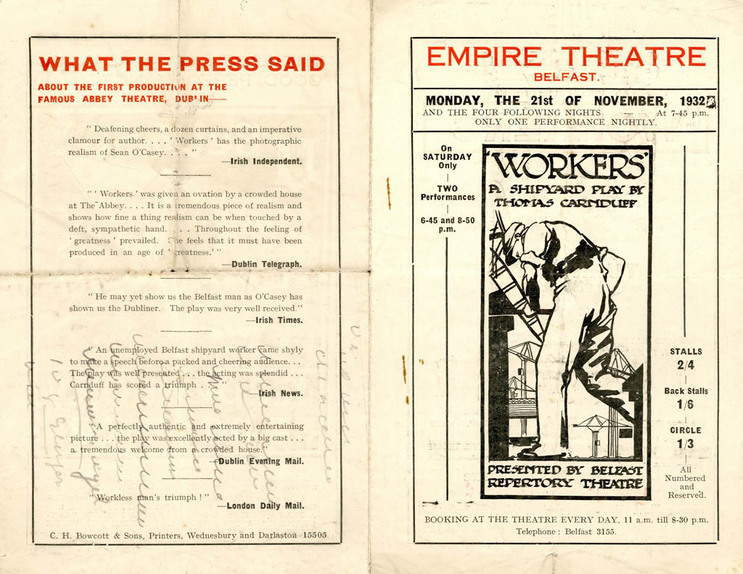 WHAT THE PRESS SAID
ABOUT THE FIRST PRODUCTION AT THE
FAMOUS ABBEY THEATRE, DUBLIN—
" Deafening cheers, a dozen curtains, and an imperative
clamour for author. . . . ' Workers ' has the photographic
realism of Sean O'Casey. . . . "
—Irish Independent.
" ' Workers ' was given an ovation by a crowded house
at The Abbey. . . . It is a tremendous piece of realism and
shows how fine a thing realism can be when touched by a
deft, sympathetic hand. . . . Throughout the feeling of
' greatness ' prevailed. One feels that it must have been
produced in an age of ' greatness.' "
—Dublin Telegraph.
" He may yet show us the Belfast man as O'Casey has
shown us the Dubliner. The play was very well received."
—Irish Times.
" An unemployed Belfast shipyard worker came shyly
to make a speech before a packed and cheering audience. . .
The play was well presented . . . the acting was splendid . . .
Carnduff has scored a triumph . . ."
—Irish News.
" A perfectly authentic and extremely entertaining
picture . . . the play was excellently acted by a big cast . . .
a tremendous welcome from a crowded house."
—Dublin Evening Mail.
" Workless man's triumph ! "
—London Daily Mail.
C. H. Bowcott & Sons, Printers, Wednesbury and Darlaston 15505
EMPIRE THEATRE
BELFAST.
MONDAY, THE 21st OF NOVEMBER, 1932
AND THE FOUR FOLLOWING NIGHTS — At 7-45 p.m.
ONLY ONE PERFORMANCE NIGHTLY.
On
SATURDAY
Only
TWO
Performances
6-45 and 8-50
p.m.
'WORKERS'
A SHIPYARD PLAY BY
THOMAS CARNDUFF
PRESENTED BY BELFAST
REPERTORY THEATRE
STALLS
2/4
Back Stalls
1/6
CIRCLE
1/3
All
Numbered
and
Reserved.
BOOKING AT THE THEATRE EVERY DAY, 11 a.m. till 8-30 p.m.
Telephone : Belfast 3155.